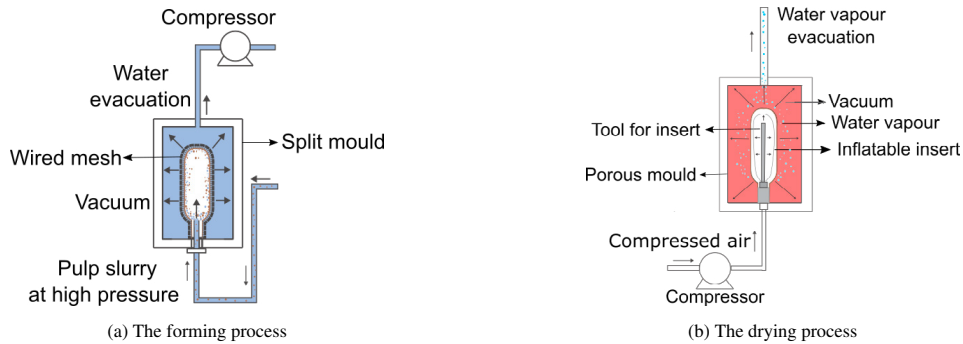 Compressor
Water
evacuation
Split mould
Wired mesh
Vacuum
Pulp slurry
at high pressure
(a) The forming process
Water vapour
evacuation
Vacuum
Water vapour
Tool for insert
Inflatable insert
Porous mould
Compressed air
Compressor
(b) The drying process